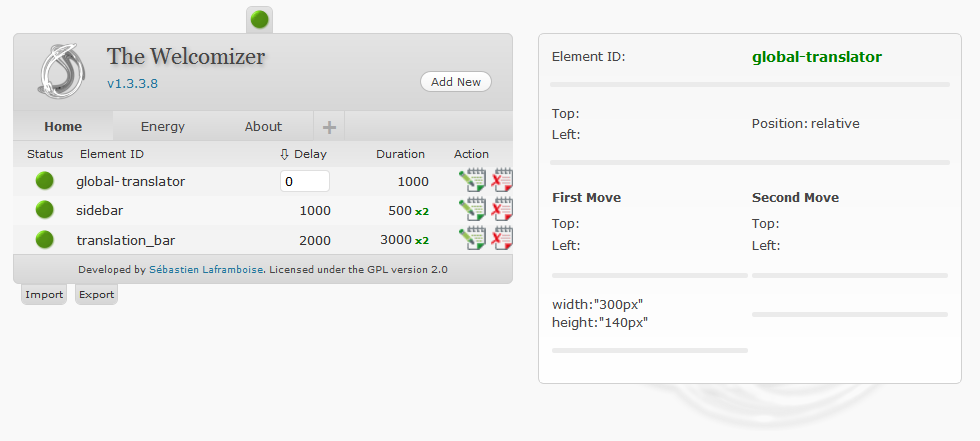 The Welcomizer
v1.3.3.8
Add New
Home Energy About +
Status Element ID ⇩ Delay Duration Action
global-translator 0 1000
sidebar 1000 500 x2
translation_bar 2000 3000 x2
Developed by Sébastien Laframboise. Licensed under the GPL version 2.0
Import Export
Element ID: global-translator
Top:
Left:
Position: relative
First Move Second Move
Top: Top:
Left: Left:
width:"300px"
height:"140px"